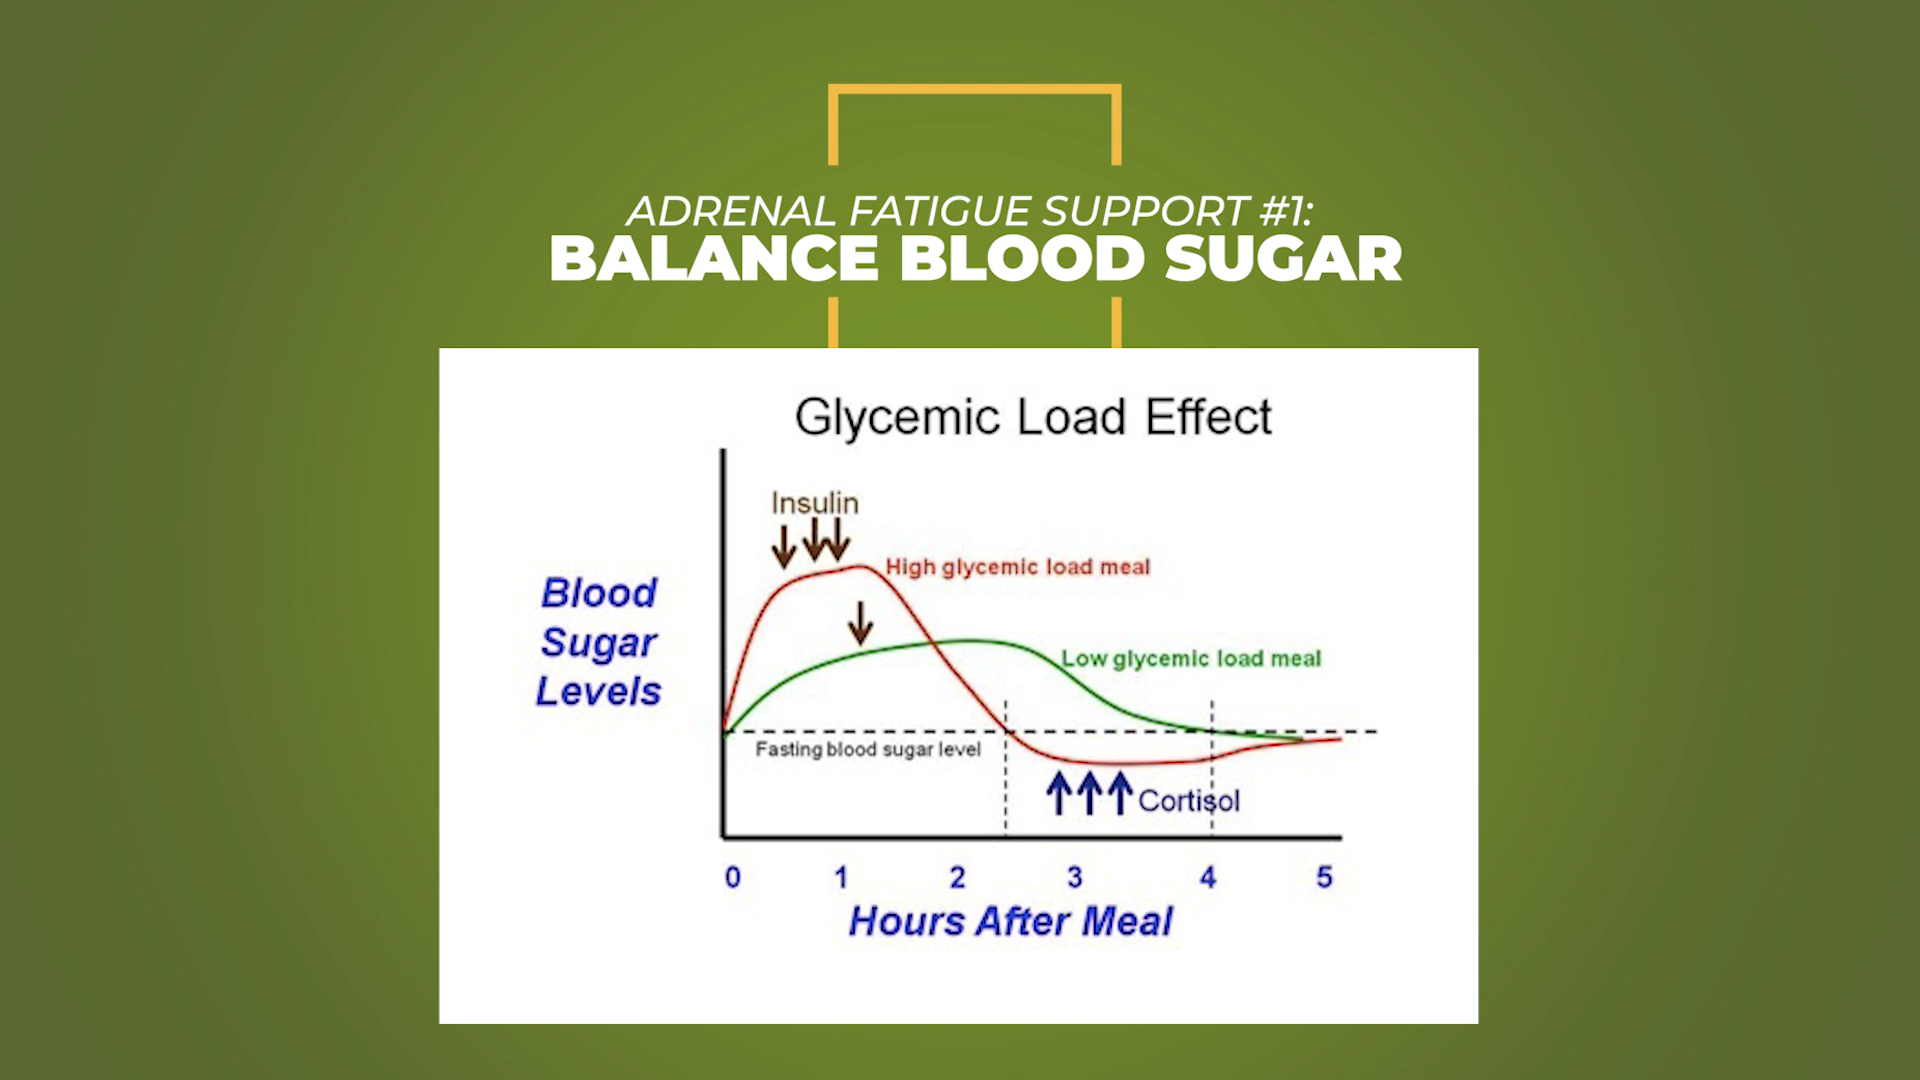 ADRENAL FATIGUE SUPPORT #1:
BALANCE BLOOD SUGAR
Glycemic Load Effect
Insulin
High glycemic load meal
Blood
Sugar
Levels
Low glycemic load meal
Fasting blood sugar level
Cortisol
0 1 2 3 4 5
Hours After Meal